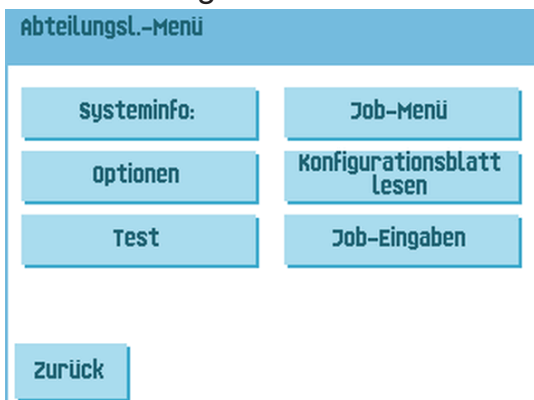 Abteilungsl.-Menü
Systeminfo:
Job-Menü
Optionen
Konfigurationsblatt
lesen
Test
Job-Eingaben
Zurück